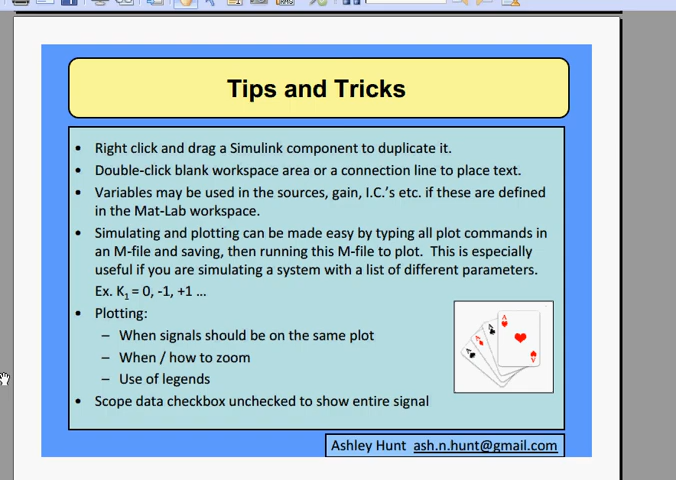 Tips and Tricks
• Right click and drag a Simulink component to duplicate it.
• Double-click blank workspace area or a connection line to place text.
• Variables may be used in the sources, gain, I.C.'s etc. if these are defined
in the Mat-Lab workspace.
• Simulating and plotting can be made easy by typing all plot commands in
an M-file and saving, then running this M-file to plot.  This is especially
useful if you are simulating a system with a list of different parameters.
Ex. K₁ = 0, -1, +1 …
• Plotting:
– When signals should be on the same plot
– When / how to zoom
– Use of legends
• Scope data checkbox unchecked to show entire signal
Ashley Hunt  ash.n.hunt@gmail.com